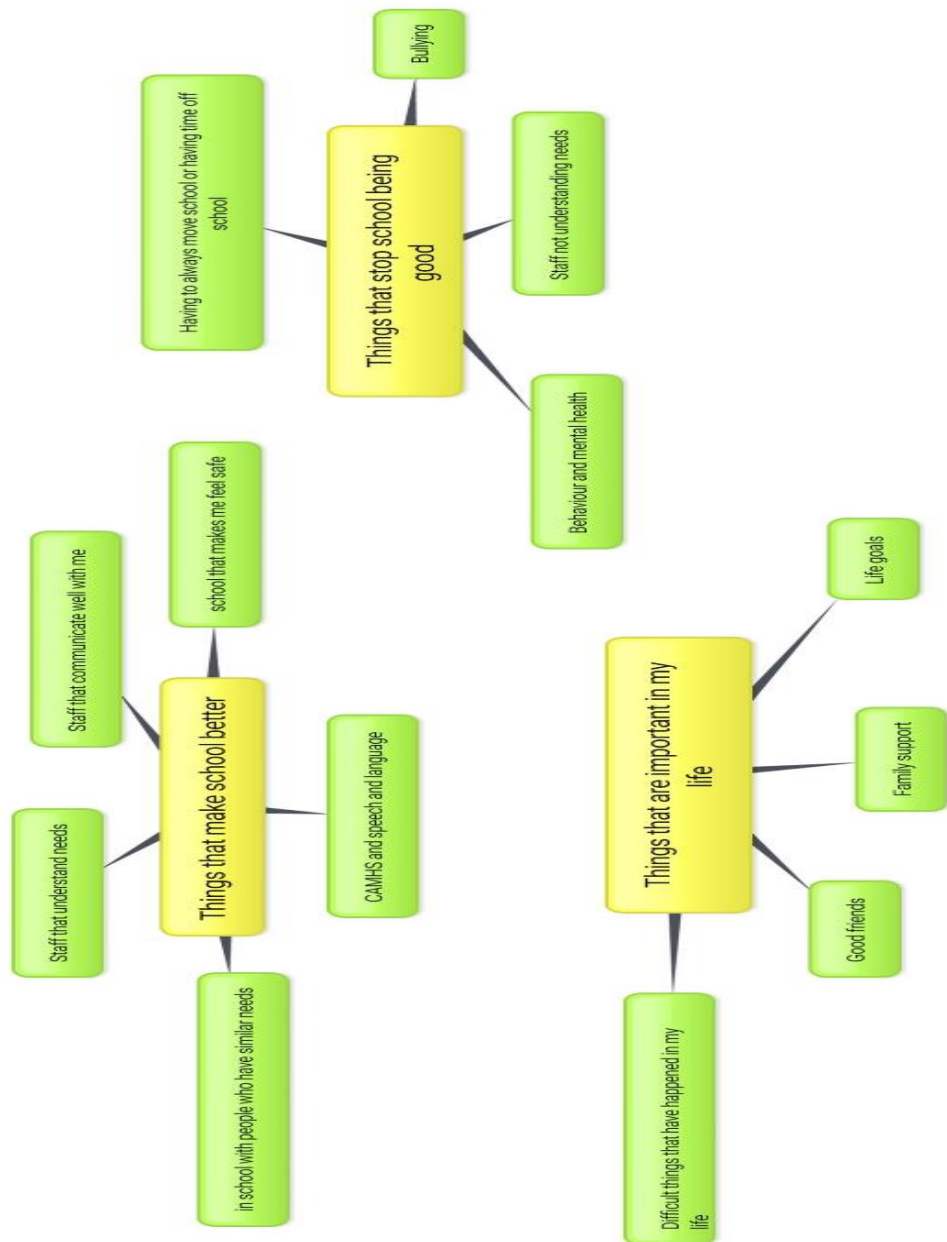 Staff that understand needs
Staff that communicate well with me
Things that make school better
in school with people who have similar needs
school that makes me feel safe
CAMHS and speech and language
Having to always move school or having time off
school
Things that stop school being
good
Bullying
Behaviour and mental health
Staff not understanding needs
Things that are important in my
life
Difficult things that have happened in my
life
Good friends
Family support
Life goals